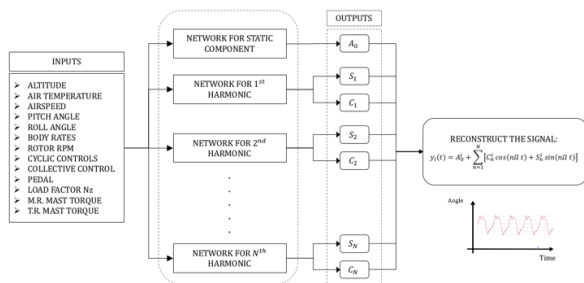 INPUTS
➢ ALTITUDE
➢ AIR TEMPERATURE
➢ AIRSPEED
➢ PITCH ANGLE
➢ ROLL ANGLE
➢ BODY RATES
➢ ROTOR RPM
➢ CYCLIC CONTROLS
➢ COLLECTIVE CONTROL
➢ PEDAL
➢ LOAD FACTOR Nz
➢ M.R. MAST TORQUE
➢ T.R. MAST TORQUE
NETWORK FOR STATIC
COMPONENT
NETWORK FOR 1st
HARMONIC
NETWORK FOR 2nd
HARMONIC
NETWORK FOR Nth
HARMONIC
OUTPUTS
A0
S1
C1
S2
C2
SN
CN
RECONSTRUCT THE SIGNAL:
yi(t) = A0i + ∑n=1N [Cni cos(nΩ t) + Sni sin(nΩ t)]
Angle
Time